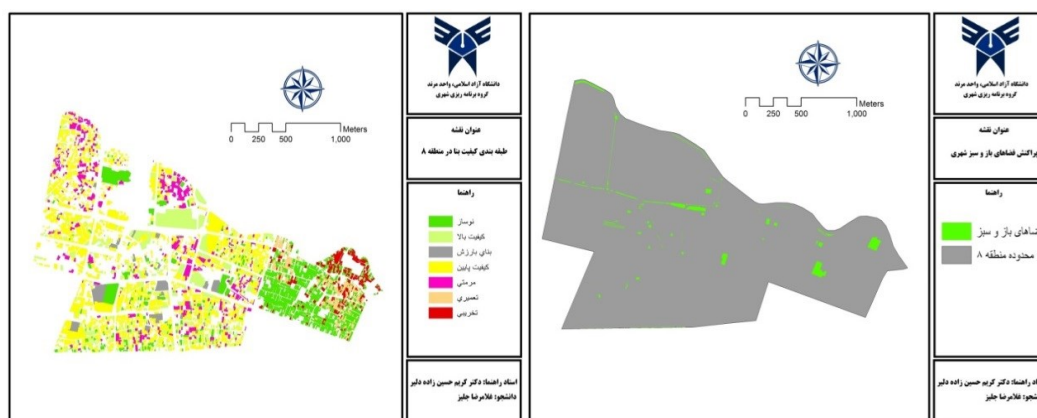 دانشگاه آزاد اسلامی، واحد مرند
گروه برنامه ریزی شهری
Meters
0 250 500 1,000
عنوان نقشه
طبقه بندی کیفیت بنا در منطقه ۸
راهنما
نوساز
کیفیت بالا
بنای بارزش
کیفیت پایین
مرمتی
تعمیری
تخریبی
استاد راهنما: دکتر کریم حسین زاده دلیر
دانشجو: غلامرضا جلیز
دانشگاه آزاد اسلامی، واحد مرند
گروه برنامه ریزی شهری
Meters
0 250 500 1,000
عنوان نقشه
پراکنش فضاهای باز و سبز شهری
راهنما
ضاهای باز و سبز
محدوده منطقه ۸
اد راهنما: دکتر کریم حسین زاده دلیر
شجو: غلامرضا جلیز